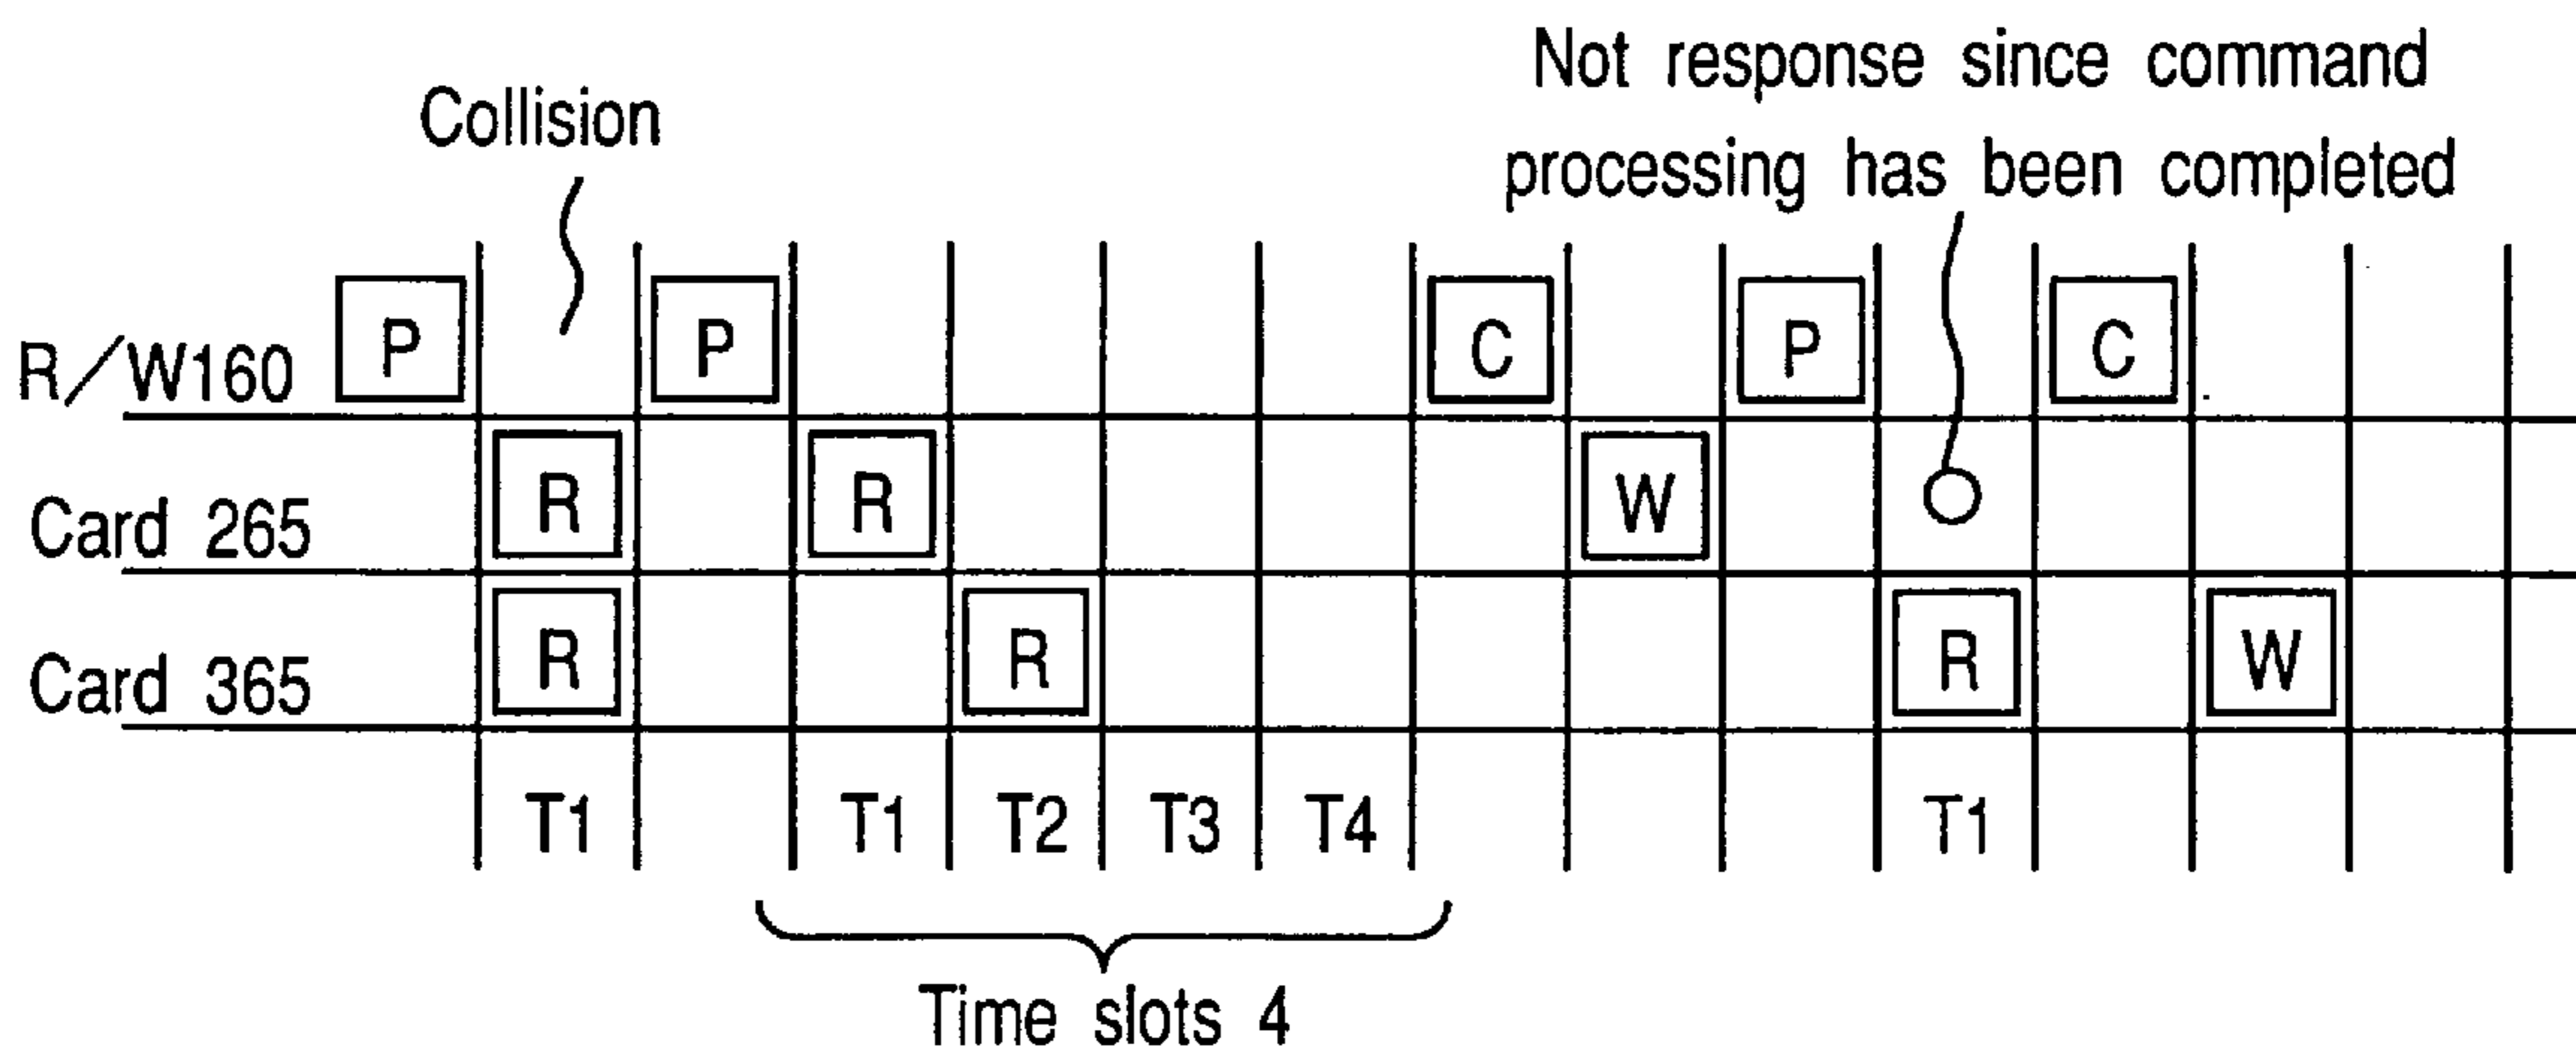 Not response since command
processing has been completed
Collision
R/W160 P P C P C
Card 265 R R W
Card 365 R R R W
T1 T1 T2 T3 T4 T1
Time slots 4